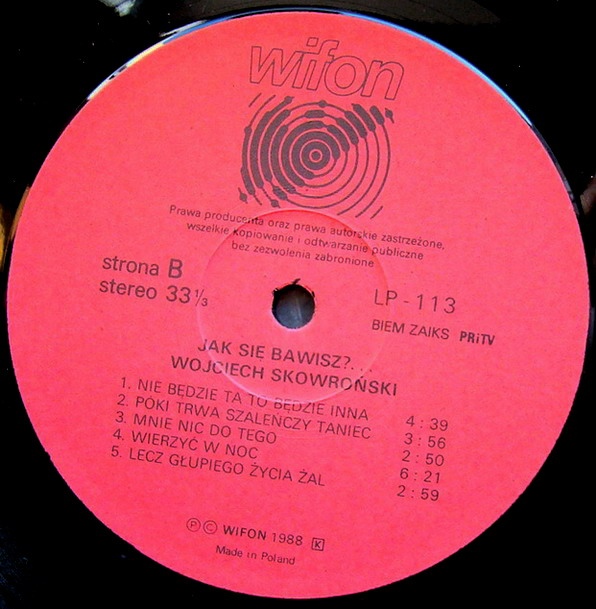 wifon
Prawa producenta oraz prawa autorskie zastrzeżone,
wszelkie kopiowanie i odtwarzanie publiczne
bez zezwolenia zabronione
strona B
stereo 33 1/3
LP - 113
BIEM ZAIKS PRiTV
JAK SIĘ BAWISZ?...
WOJCIECH SKOWROŃSKI
1. NIE BĘDZIE TA TO BĘDZIE INNA 4 : 39
2. PÓKI TRWA SZALEŃCZY TANIEC 3 : 56
3. MNIE NIC DO TEGO 2 : 50
4. WIERZYĆ W NOC 6 : 21
5. LECZ GŁUPIEGO ŻYCIA ŻAL 2 : 59
Ⓟ Ⓒ WIFON 1988 K
Made in Poland